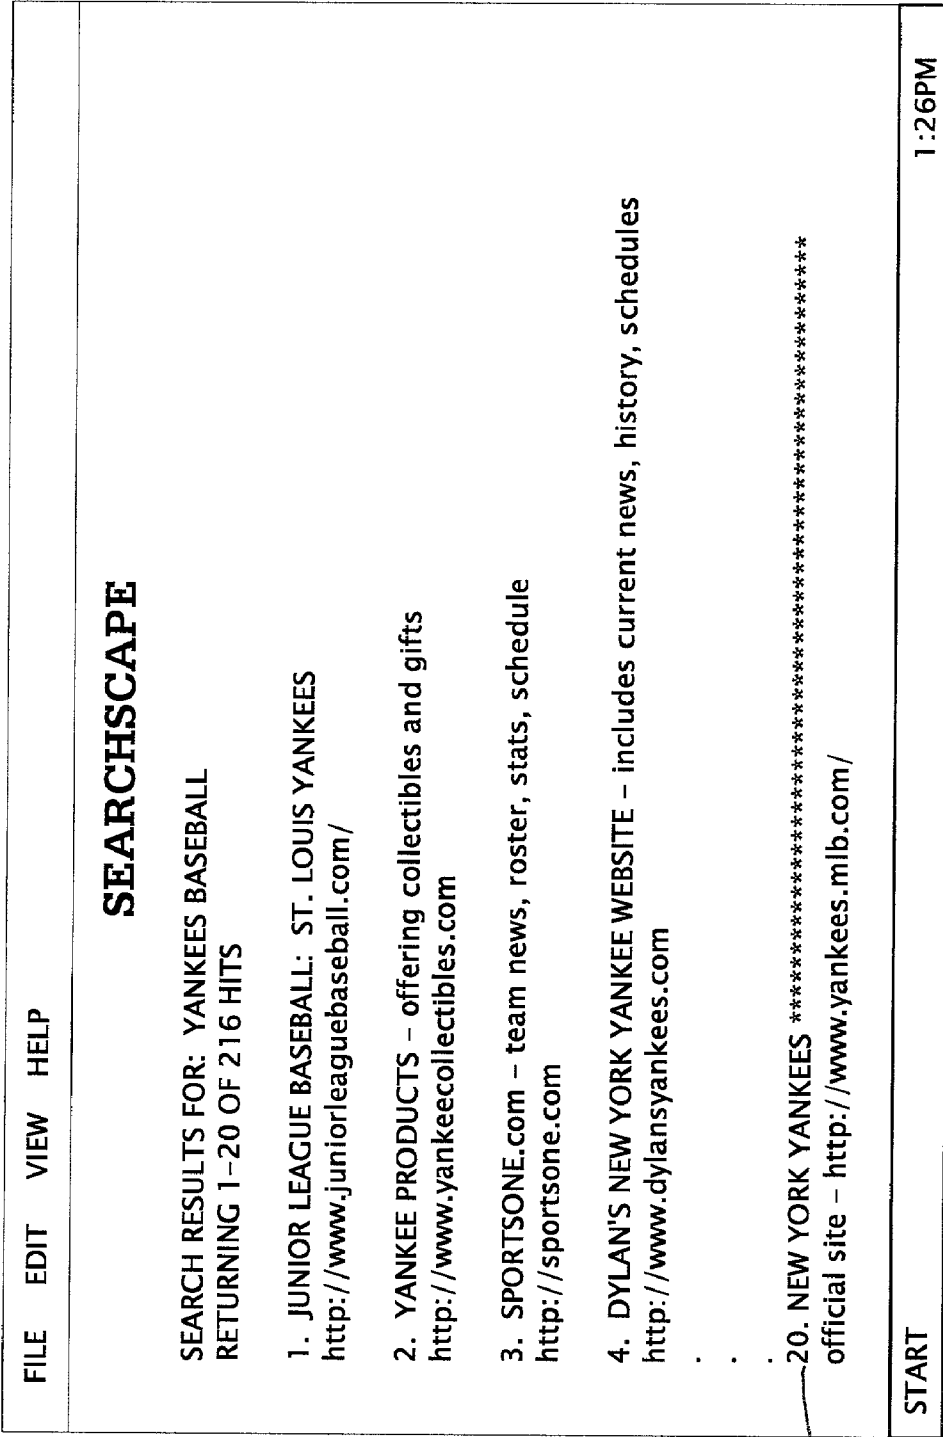 FILE EDIT VIEW HELP
SEARCHSCAPE
SEARCH RESULTS FOR: YANKEES BASEBALL
RETURNING 1-20 OF 216 HITS
1. JUNIOR LEAGUE BASEBALL: ST. LOUIS YANKEES
http://www.juniorleaguebaseball.com/
2. YANKEE PRODUCTS – offering collectibles and gifts
http://www.yankeecollectibles.com
3. SPORTSONE.com – team news, roster, stats, schedule
http://sportsone.com
4. DYLAN'S NEW YORK YANKEE WEBSITE – includes current news, history, schedules
http://www.dylansyankees.com
.
.
.
20. NEW YORK YANKEES ************************************************************
official site – http://www.yankees.mlb.com/
START 1:26PM